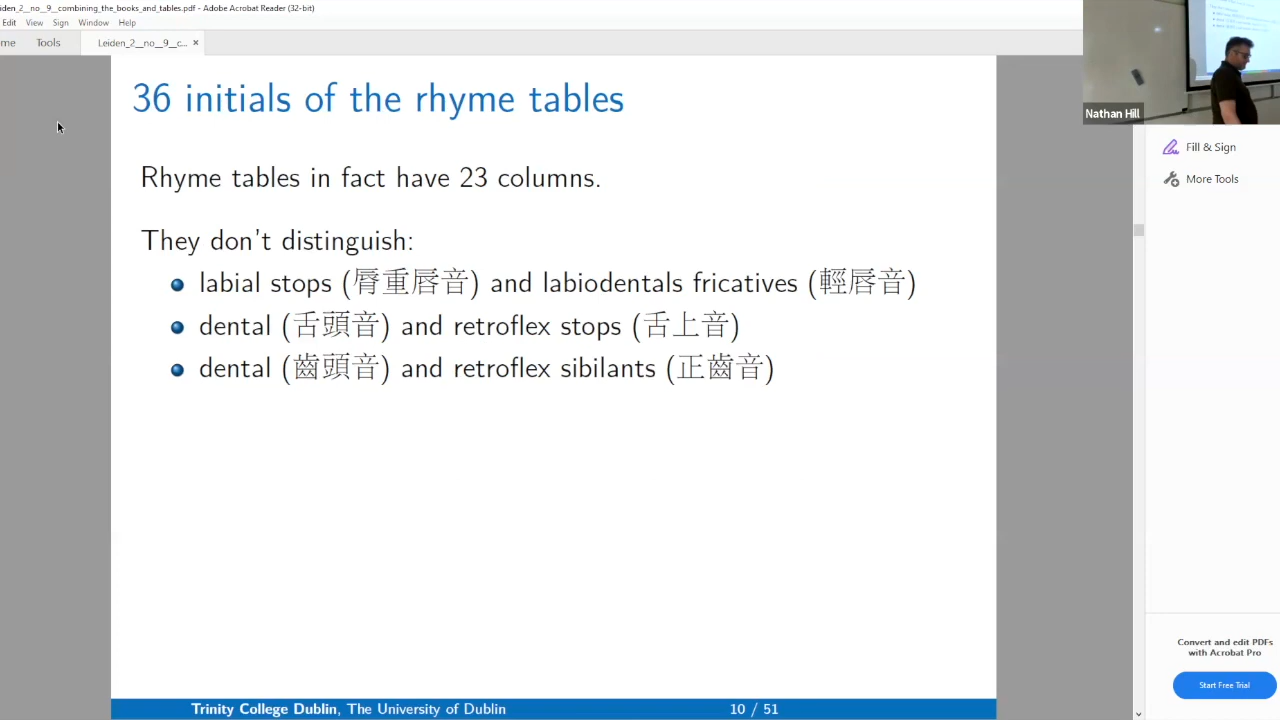 eiden_2__no__9__combining_the_books_and_tables.pdf - Adobe Acrobat Reader (32-bit)
Edit View Sign Window Help
me Tools Leiden_2__no__9__c... ×
36 initials of the rhyme tables
Rhyme tables in fact have 23 columns.
They don't distinguish:
labial stops (脣重唇音) and labiodentals fricatives (輕唇音)
dental (舌頭音) and retroflex stops (舌上音)
dental (齒頭音) and retroflex sibilants (正齒音)
Trinity College Dublin, The University of Dublin 10 / 51
Nathan Hill
Fill & Sign
More Tools
Convert and edit PDFs
with Acrobat Pro
Start Free Trial